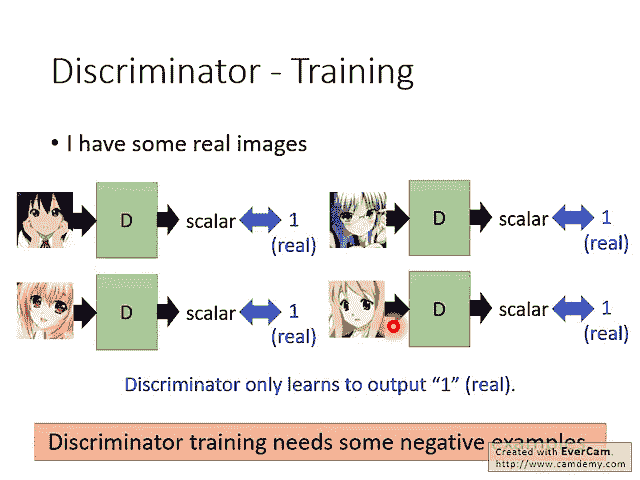 Discriminator - Training
• I have some real images
D scalar 1 (real)
D scalar 1 (real)
D scalar 1 (real)
D scalar 1 (real)
Discriminator only learns to output “1” (real).
Discriminator training needs some negative examples
Created with EverCam.
http://www.camdemy.com